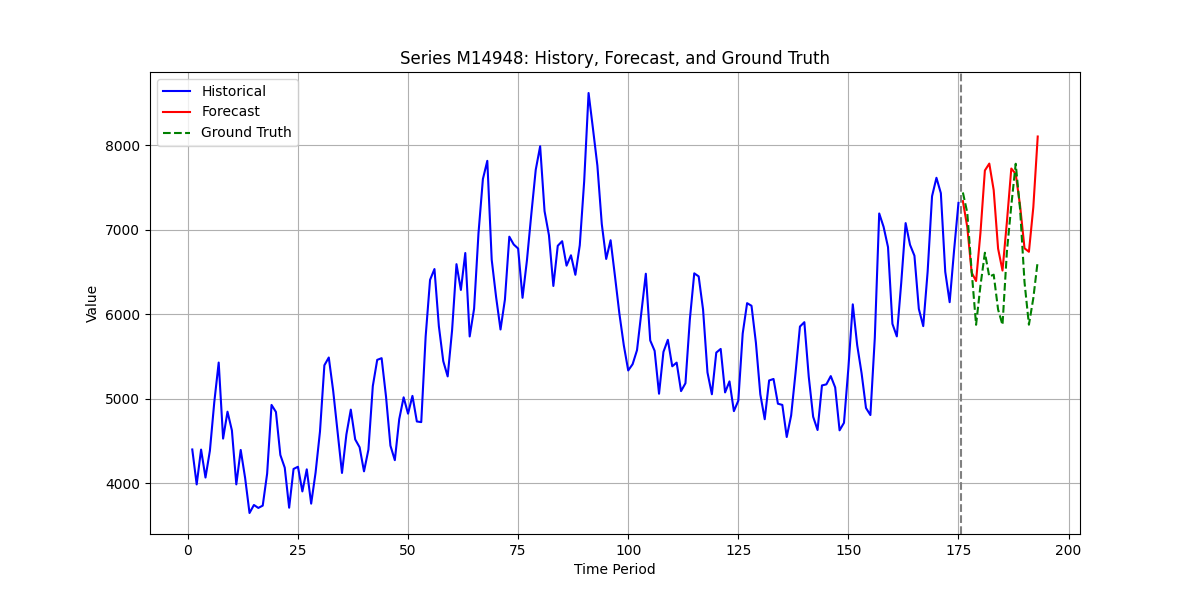 Series M14948: History, Forecast, and Ground Truth
Historical
Forecast
Ground Truth
Value
8000
7000
6000
5000
4000
0 25 50 75 100 125 150 175 200
Time Period